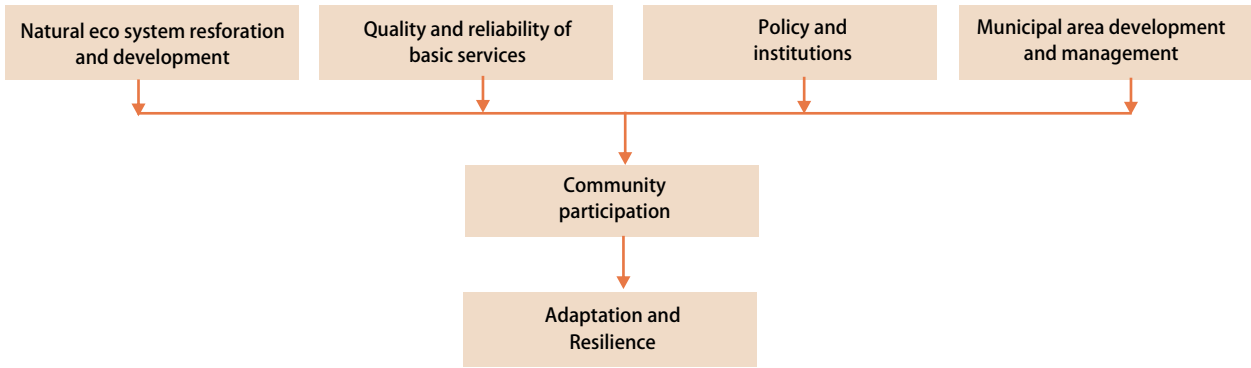 Natural eco system resforation
and development
Quality and reliability of
basic services
Policy and
institutions
Municipal area development
and management
Community
participation
Adaptation and
Resilience